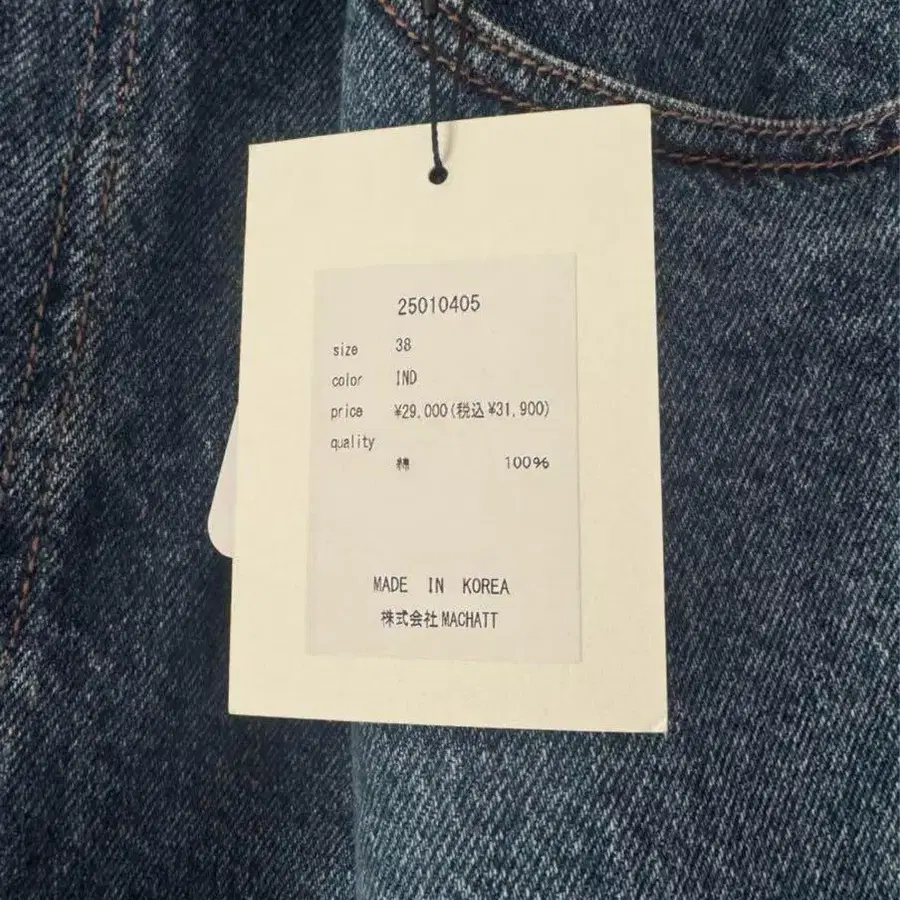 25010405
size 38
color IND
price ¥29,000(税込¥31,900)
quality
綿 100%
MADE IN KOREA
株式会社MACHATT